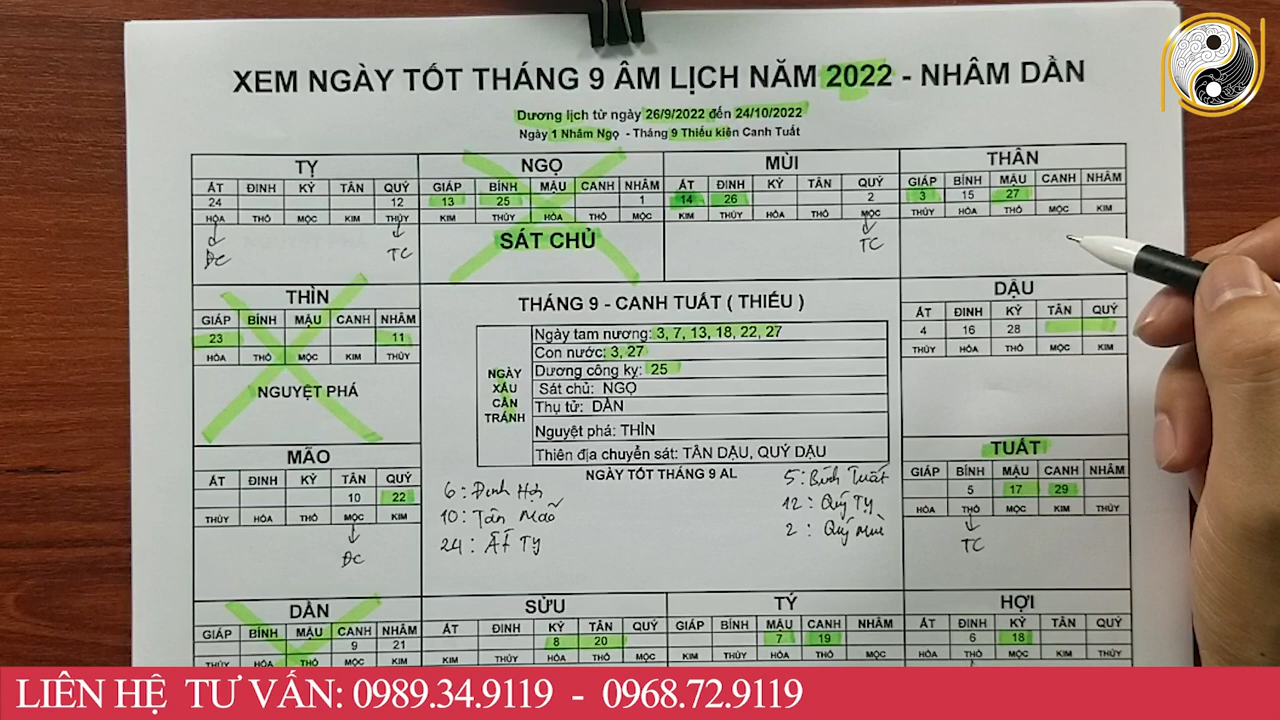 XEM NGÀY TỐT THÁNG 9 ÂM LỊCH NĂM 2022 - NHÂM DẦN
Dương lịch từ ngày 26/9/2022 đến 24/10/2022
Ngày 1 Nhâm Ngọ - Tháng 9 Thiếu kiến Canh Tuất
TỴ
ẤT ĐINH KỶ TÂN QUÝ
24 12
HỎA THỔ MỘC KIM THỦY
ĐC TC
NGỌ
GIÁP BÍNH MẬU CANH NHÂM
13 25 1
KIM THỦY HỎA THỔ MỘC
SÁT CHỦ
MÙI
ẤT ĐINH KỶ TÂN QUÝ
14 26 2
KIM THỦY HỎA THỔ MỘC
TC
THÂN
GIÁP BÍNH MẬU CANH NHÂM
3 15 27
THỦY HỎA THỔ MỘC KIM
THÌN
GIÁP BÍNH MẬU CANH NHÂM
23 11
HỎA THỔ MỘC KIM THỦY
NGUYỆT PHÁ
THÁNG 9 - CANH TUẤT ( THIẾU )
NGÀY XẤU CẦN TRÁNH
Ngày tam nương: 3, 7, 13, 18, 22, 27
Con nước: 3, 27
Dương công kỵ: 25
Sát chủ: NGỌ
Thụ tử: DẦN
Nguyệt phá: THÌN
Thiên địa chuyển sát: TÂN DẬU, QUÝ DẬU
NGÀY TỐT THÁNG 9 AL
6 : Đinh Hợi
10 : Tân Mão
24 : Ất Tỵ
5 : Bính Tuất
12 : Quý Tỵ
2 : Quý Mùi
DẬU
ẤT ĐINH KỶ TÂN QUÝ
4 16 28
THỦY HỎA THỔ MỘC KIM
MÃO
ẤT ĐINH KỶ TÂN QUÝ
10 22
THỦY HỎA THỔ MỘC KIM
ĐC
TUẤT
GIÁP BÍNH MẬU CANH NHÂM
5 17 29
HỎA THỔ MỘC KIM THỦY
TC
DẦN
GIÁP BÍNH MẬU CANH NHÂM
9 21
THỦY HỎA THỔ MỘC KIM
SỬU
ẤT ĐINH KỶ TÂN QUÝ
8 20
KIM THỦY HỎA THỔ MỘC
TÝ
GIÁP BÍNH MẬU CANH NHÂM
7 19
KIM THỦY HỎA THỔ MỘC
HỢI
ẤT ĐINH KỶ TÂN QUÝ
6 18
HỎA THỔ MỘC KIM THỦY
LIÊN HỆ TƯ VẤN: 0989.34.9119 - 0968.72.9119